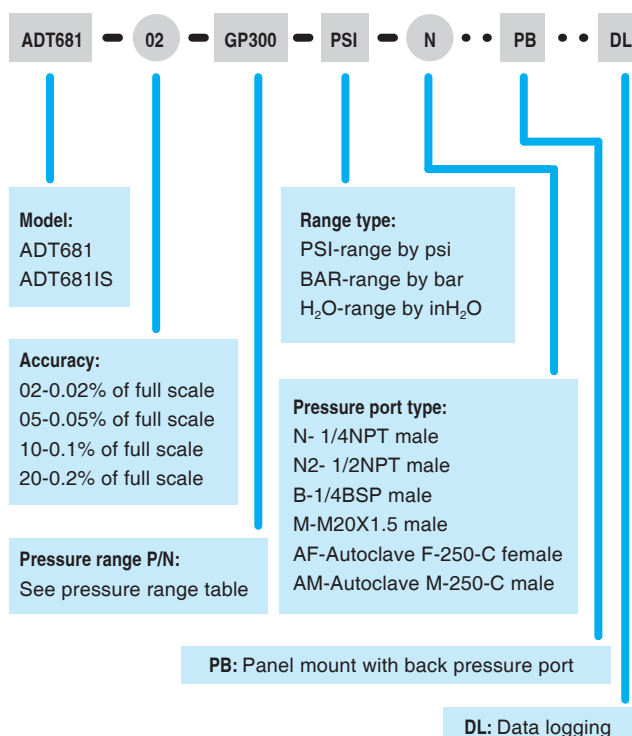 ADT681 – 02 – GP300 – PSI – N •• PB •• DL
Model:
ADT681
ADT681IS
Range type:
PSI-range by psi
BAR-range by bar
H₂O-range by inH₂O
Accuracy:
02-0.02% of full scale
05-0.05% of full scale
10-0.1% of full scale
20-0.2% of full scale
Pressure port type:
N- 1/4NPT male
N2- 1/2NPT male
B-1/4BSP male
M-M20X1.5 male
AF-Autoclave F-250-C female
AM-Autoclave M-250-C male
Pressure range P/N:
See pressure range table
PB: Panel mount with back pressure port
DL: Data logging